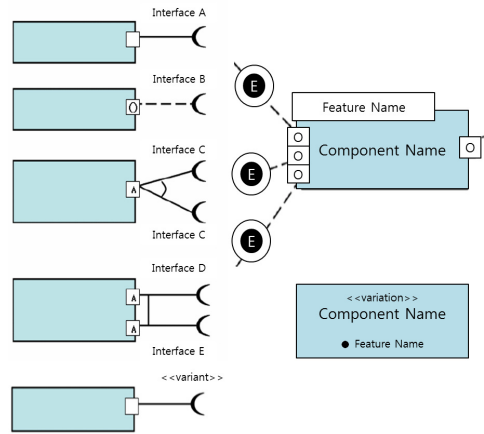 Interface A
Interface B
O
Interface C
A
Interface C
Interface D
A
A
Interface E
<<variant>>
E
Feature Name
O
Component Name
O
O
E
O
E
<<variation>>
Component Name
● Feature Name